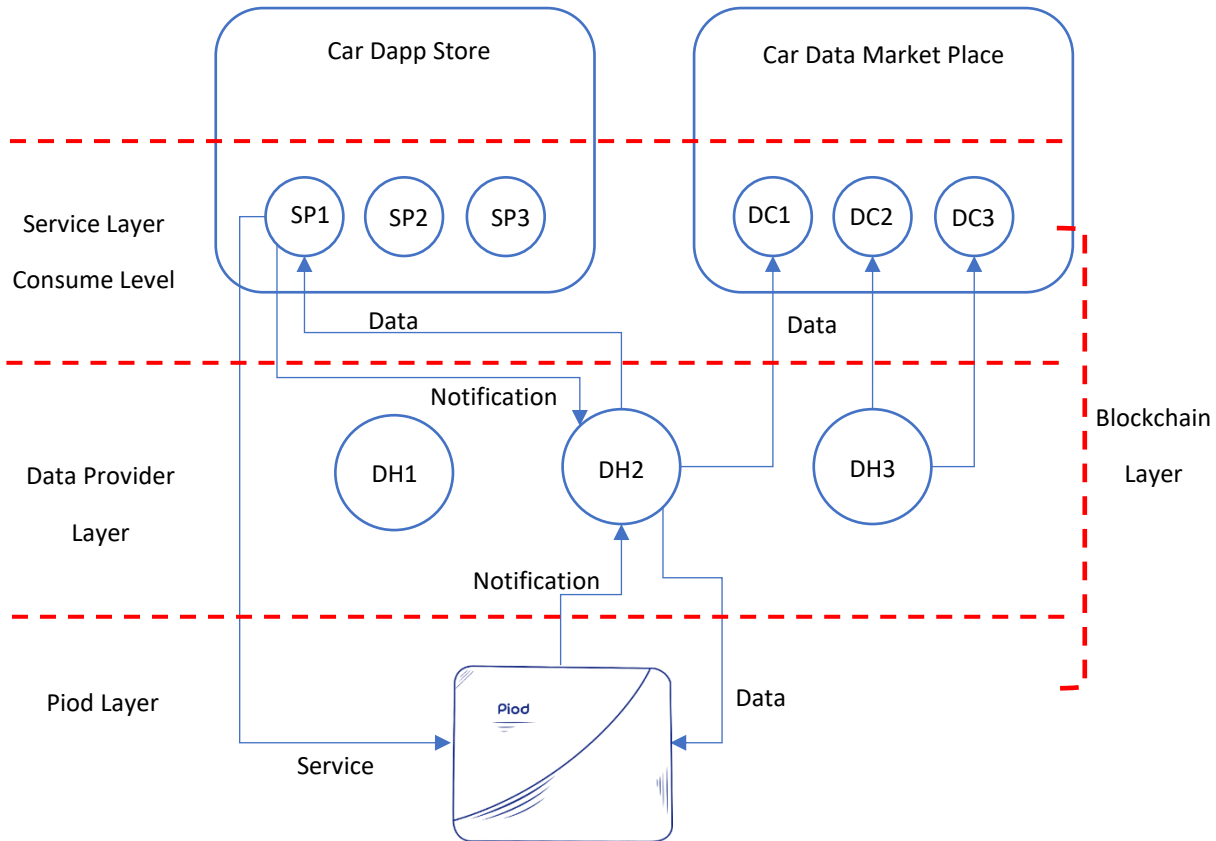 Car Dapp Store
Car Data Market Place
SP1
SP2
SP3
DC1
DC2
DC3
Service Layer
Consume Level
Data
Data
Notification
Blockchain
Layer
DH1
DH2
DH3
Data Provider
Layer
Notification
Piod Layer
Piod
Data
Service